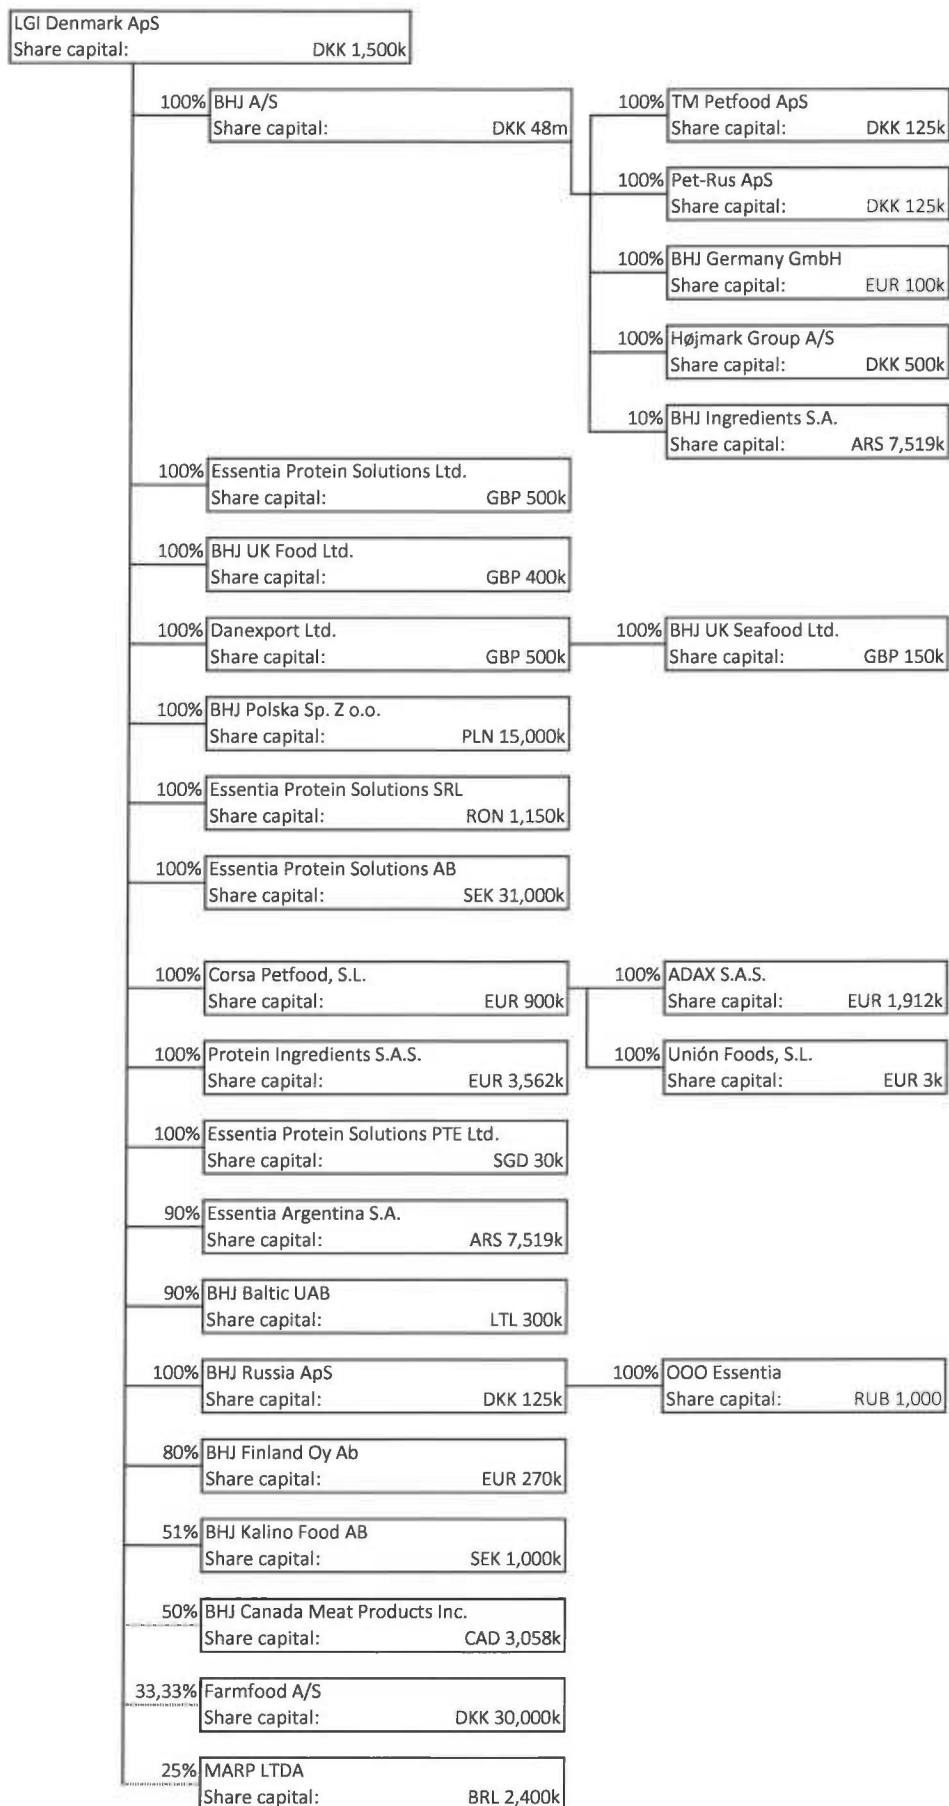 LGI Denmark ApS
Share capital: DKK 1,500k
100% BHJ A/S
Share capital: DKK 48m
100% TM Petfood ApS
Share capital: DKK 125k
100% Pet-Rus ApS
Share capital: DKK 125k
100% BHJ Germany GmbH
Share capital: EUR 100k
100% Højmark Group A/S
Share capital: DKK 500k
10% BHJ Ingredients S.A.
Share capital: ARS 7,519k
100% Essentia Protein Solutions Ltd.
Share capital: GBP 500k
100% BHJ UK Food Ltd.
Share capital: GBP 400k
100% Danexport Ltd.
Share capital: GBP 500k
100% BHJ UK Seafood Ltd.
Share capital: GBP 150k
100% BHJ Polska Sp. Z o.o.
Share capital: PLN 15,000k
100% Essentia Protein Solutions SRL
Share capital: RON 1,150k
100% Essentia Protein Solutions AB
Share capital: SEK 31,000k
100% Corsa Petfood, S.L.
Share capital: EUR 900k
100% ADAX S.A.S.
Share capital: EUR 1,912k
100% Protein Ingredients S.A.S.
Share capital: EUR 3,562k
100% Unión Foods, S.L.
Share capital: EUR 3k
100% Essentia Protein Solutions PTE Ltd.
Share capital: SGD 30k
90% Essentia Argentina S.A.
Share capital: ARS 7,519k
90% BHJ Baltic UAB
Share capital: LTL 300k
100% BHJ Russia ApS
Share capital: DKK 125k
100% OOO Essentia
Share capital: RUB 1,000
80% BHJ Finland Oy Ab
Share capital: EUR 270k
51% BHJ Kalino Food AB
Share capital: SEK 1,000k
50% BHJ Canada Meat Products Inc.
Share capital: CAD 3,058k
33,33% Farmfood A/S
Share capital: DKK 30,000k
25% MARP LTDA
Share capital: BRL 2,400k